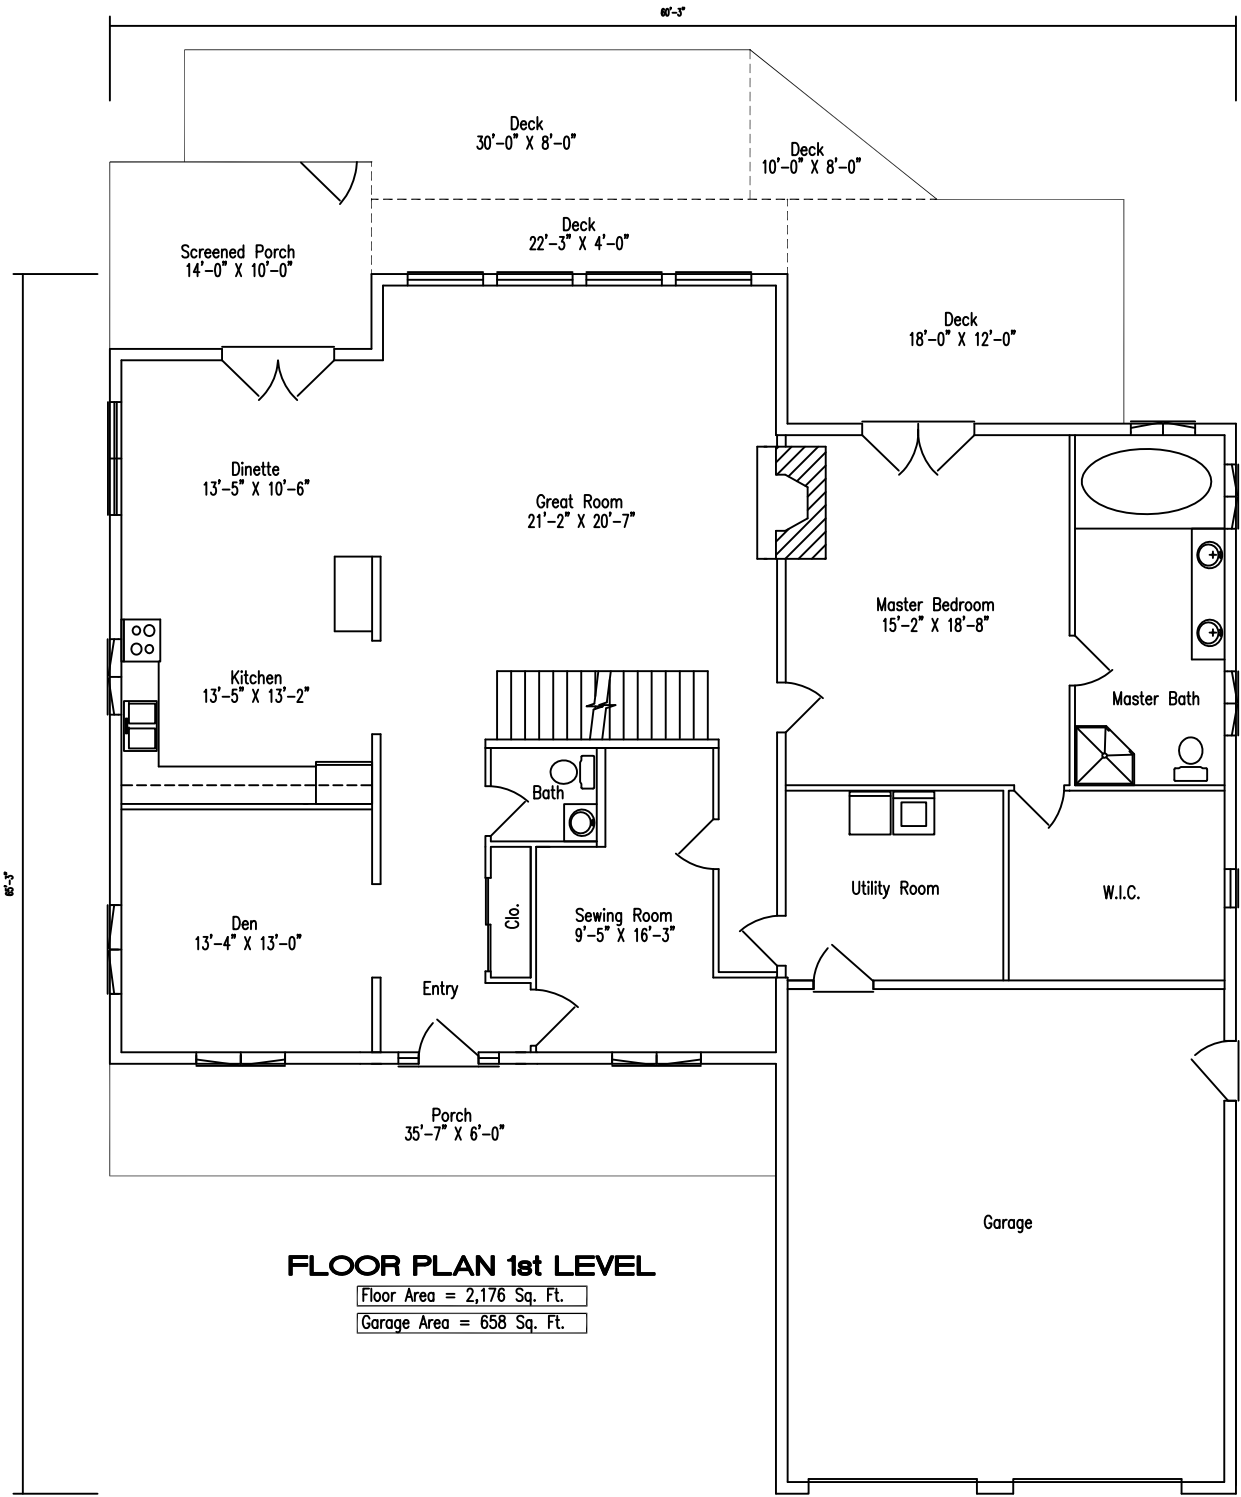 60'-3"
Deck
30'-0" X 8'-0"
Deck
10'-0" X 8'-0"
Deck
22'-3" X 4'-0"
Screened Porch
14'-0" X 10'-0"
Deck
18'-0" X 12'-0"
Dinette
13'-5" X 10'-6"
Great Room
21'-2" X 20'-7"
Master Bedroom
15'-2" X 18'-8"
Kitchen
13'-5" X 13'-2"
Master Bath
Bath
65'-3"
Utility Room
W.I.C.
Clo.
Den
13'-4" X 13'-0"
Sewing Room
9'-5" X 16'-3"
Entry
Porch
35'-7" X 6'-0"
Garage
FLOOR PLAN 1st LEVEL
Floor Area = 2,176 Sq. Ft.
Garage Area = 658 Sq. Ft.